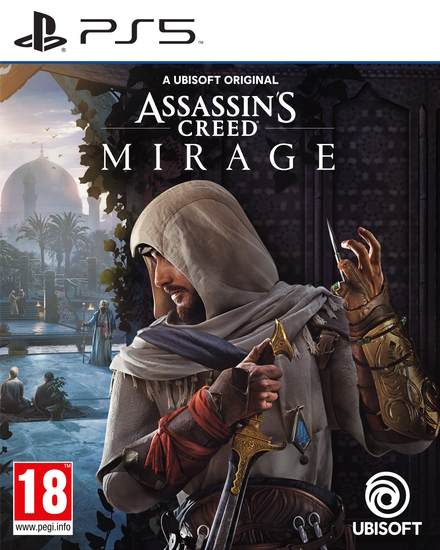 PS5
A UBISOFT ORIGINAL
ASSASSIN'S
CREED
MIRAGE
18
www.pegi.info
UBISOFT